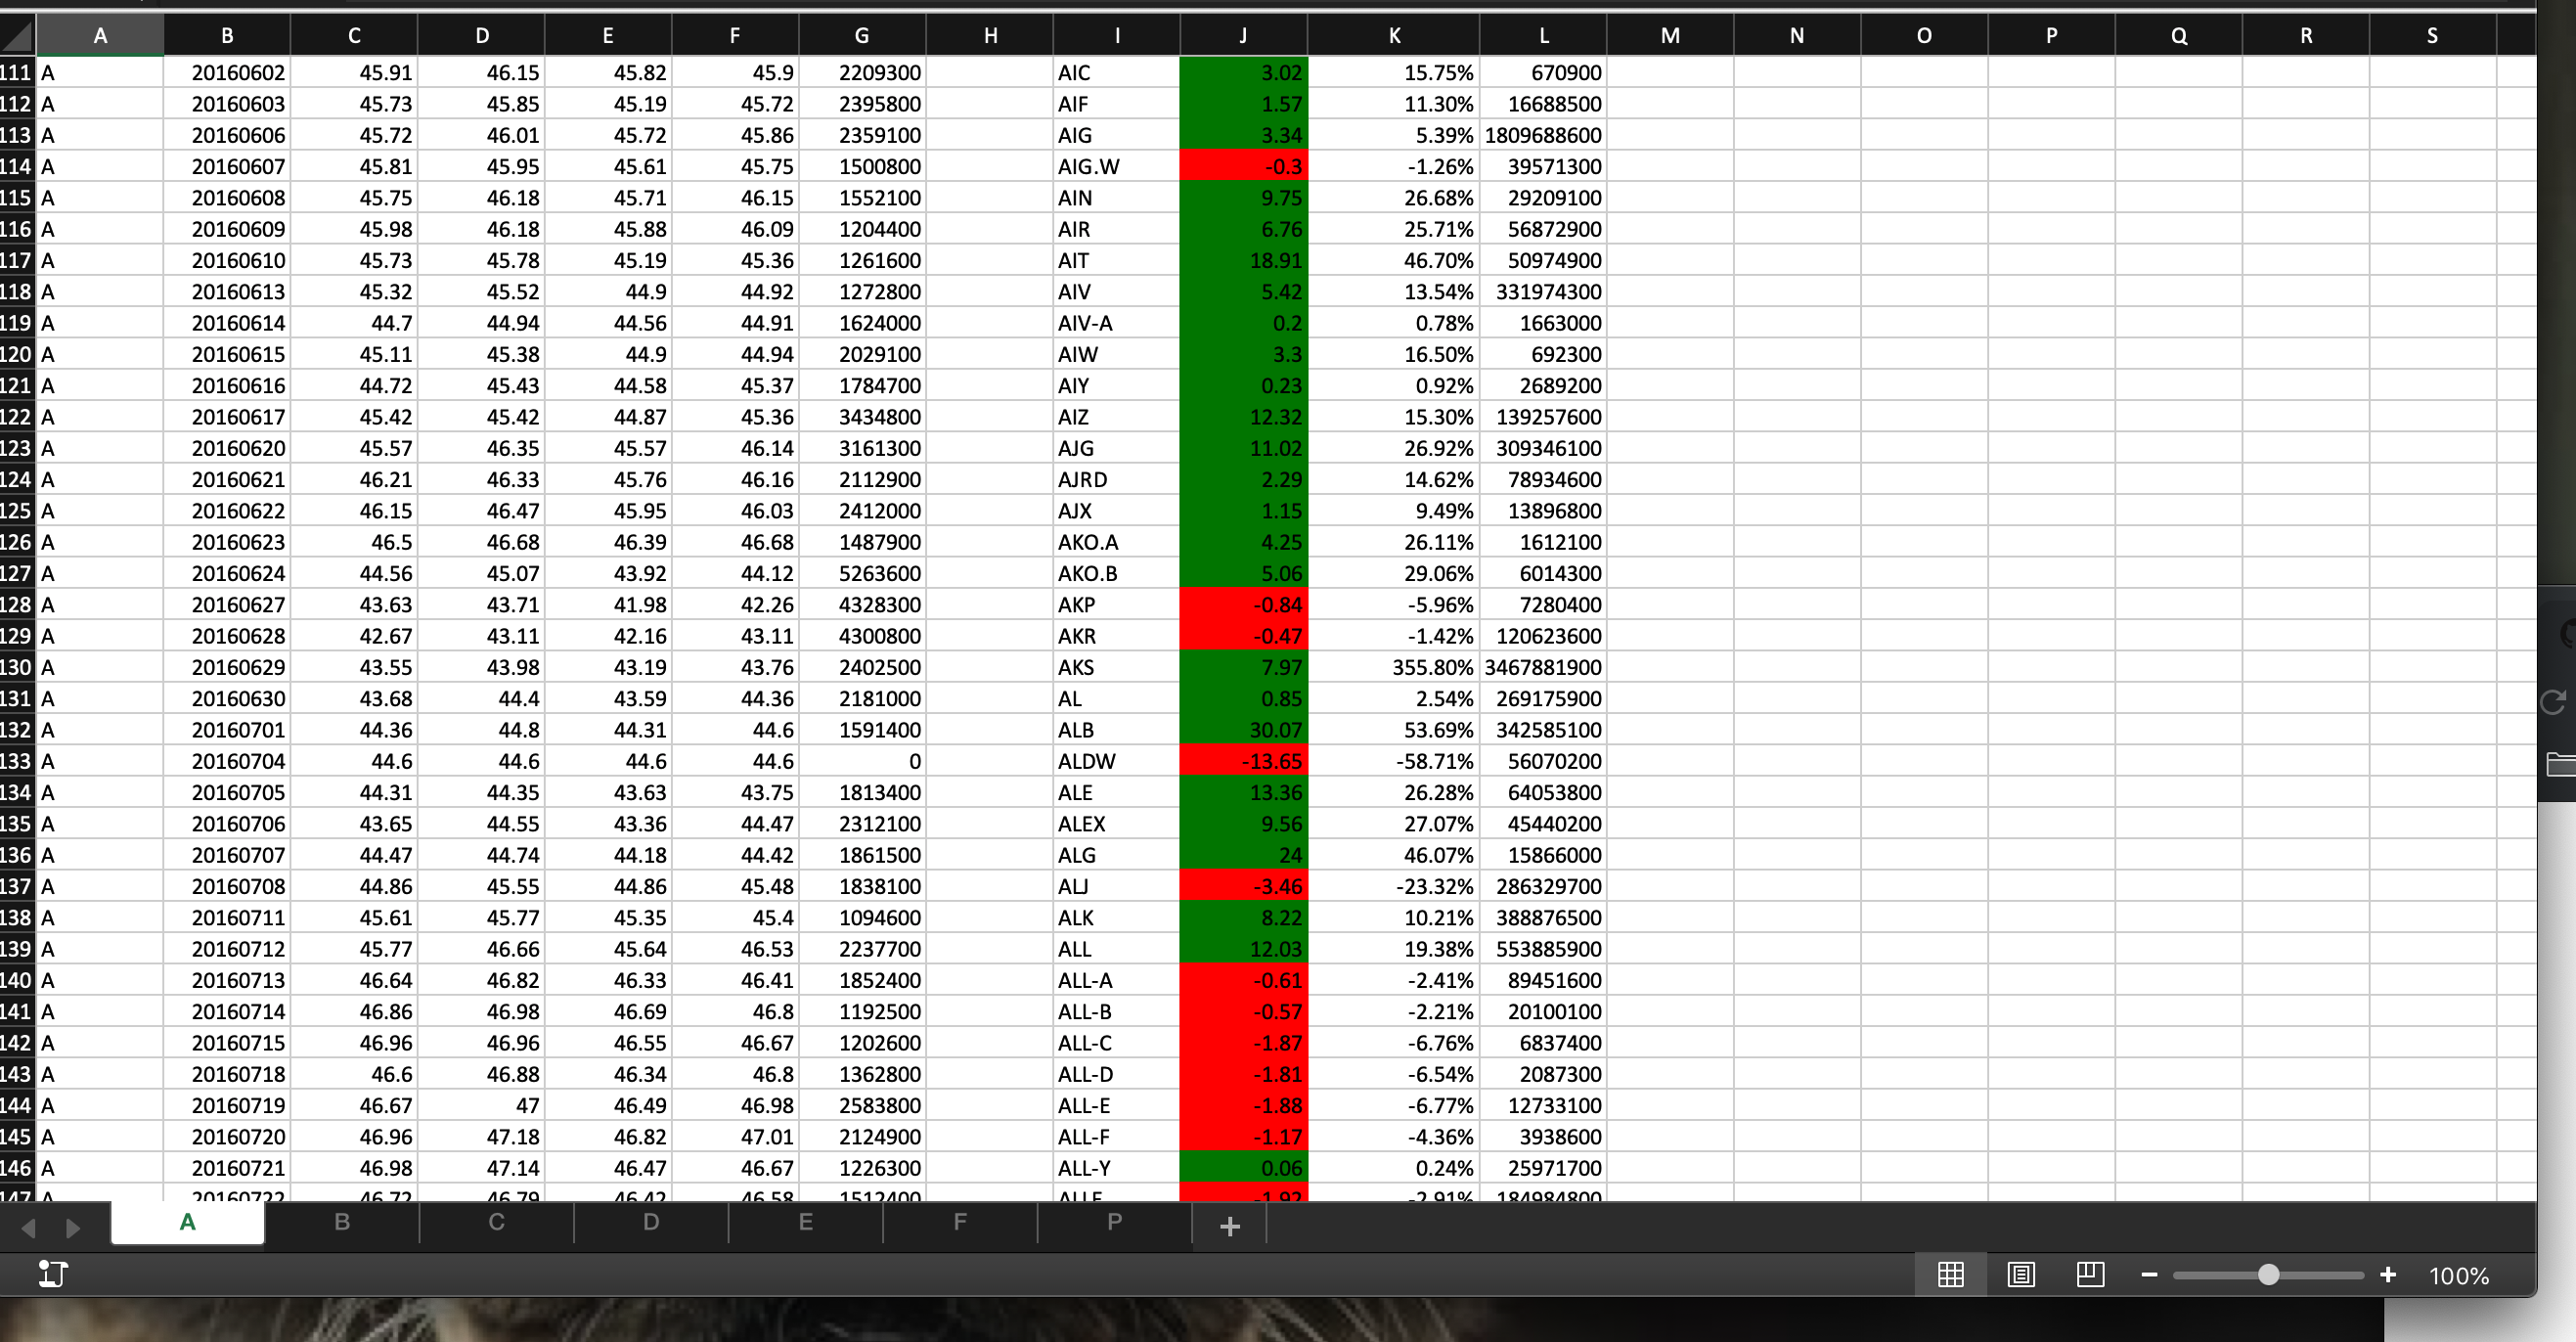 A B C D E F G H I J K L M N O P Q R S
111 A 20160602 45.91 46.15 45.82 45.9 2209300 AIC 3.02 15.75% 670900
112 A 20160603 45.73 45.85 45.19 45.72 2395800 AIF 1.57 11.30% 16688500
113 A 20160606 45.72 46.01 45.72 45.86 2359100 AIG 3.34 5.39% 1809688600
114 A 20160607 45.81 45.95 45.61 45.75 1500800 AIG.W -0.3 -1.26% 39571300
115 A 20160608 45.75 46.18 45.71 46.15 1552100 AIN 9.75 26.68% 29209100
116 A 20160609 45.98 46.18 45.88 46.09 1204400 AIR 6.76 25.71% 56872900
117 A 20160610 45.73 45.78 45.19 45.36 1261600 AIT 18.91 46.70% 50974900
118 A 20160613 45.32 45.52 44.9 44.92 1272800 AIV 5.42 13.54% 331974300
119 A 20160614 44.7 44.94 44.56 44.91 1624000 AIV-A 0.2 0.78% 1663000
120 A 20160615 45.11 45.38 44.9 44.94 2029100 AIW 3.3 16.50% 692300
121 A 20160616 44.72 45.43 44.58 45.37 1784700 AIY 0.23 0.92% 2689200
122 A 20160617 45.42 45.42 44.87 45.36 3434800 AIZ 12.32 15.30% 139257600
123 A 20160620 45.57 46.35 45.57 46.14 3161300 AJG 11.02 26.92% 309346100
124 A 20160621 46.21 46.33 45.76 46.16 2112900 AJRD 2.29 14.62% 78934600
125 A 20160622 46.15 46.47 45.95 46.03 2412000 AJX 1.15 9.49% 13896800
126 A 20160623 46.5 46.68 46.39 46.68 1487900 AKO.A 4.25 26.11% 1612100
127 A 20160624 44.56 45.07 43.92 44.12 5263600 AKO.B 5.06 29.06% 6014300
128 A 20160627 43.63 43.71 41.98 42.26 4328300 AKP -0.84 -5.96% 7280400
129 A 20160628 42.67 43.11 42.16 43.11 4300800 AKR -0.47 -1.42% 120623600
130 A 20160629 43.55 43.98 43.19 43.76 2402500 AKS 7.97 355.80% 3467881900
131 A 20160630 43.68 44.4 43.59 44.36 2181000 AL 0.85 2.54% 269175900
132 A 20160701 44.36 44.8 44.31 44.6 1591400 ALB 30.07 53.69% 342585100
133 A 20160704 44.6 44.6 44.6 44.6 0 ALDW -13.65 -58.71% 56070200
134 A 20160705 44.31 44.35 43.63 43.75 1813400 ALE 13.36 26.28% 64053800
135 A 20160706 43.65 44.55 43.36 44.47 2312100 ALEX 9.56 27.07% 45440200
136 A 20160707 44.47 44.74 44.18 44.42 1861500 ALG 24 46.07% 15866000
137 A 20160708 44.86 45.55 44.86 45.48 1838100 ALJ -3.46 -23.32% 286329700
138 A 20160711 45.61 45.77 45.35 45.4 1094600 ALK 8.22 10.21% 388876500
139 A 20160712 45.77 46.66 45.64 46.53 2237700 ALL 12.03 19.38% 553885900
140 A 20160713 46.64 46.82 46.33 46.41 1852400 ALL-A -0.61 -2.41% 89451600
141 A 20160714 46.86 46.98 46.69 46.8 1192500 ALL-B -0.57 -2.21% 20100100
142 A 20160715 46.96 46.96 46.55 46.67 1202600 ALL-C -1.87 -6.76% 6837400
143 A 20160718 46.6 46.88 46.34 46.8 1362800 ALL-D -1.81 -6.54% 2087300
144 A 20160719 46.67 47 46.49 46.98 2583800 ALL-E -1.88 -6.77% 12733100
145 A 20160720 46.96 47.18 46.82 47.01 2124900 ALL-F -1.17 -4.36% 3938600
146 A 20160721 46.98 47.14 46.47 46.67 1226300 ALL-Y 0.06 0.24% 25971700
147 A 20160722 46.72 46.79 46.42 46.58 1512400 ALLE -1.92 -2.91% 184984800
A B C D E F P +
100%